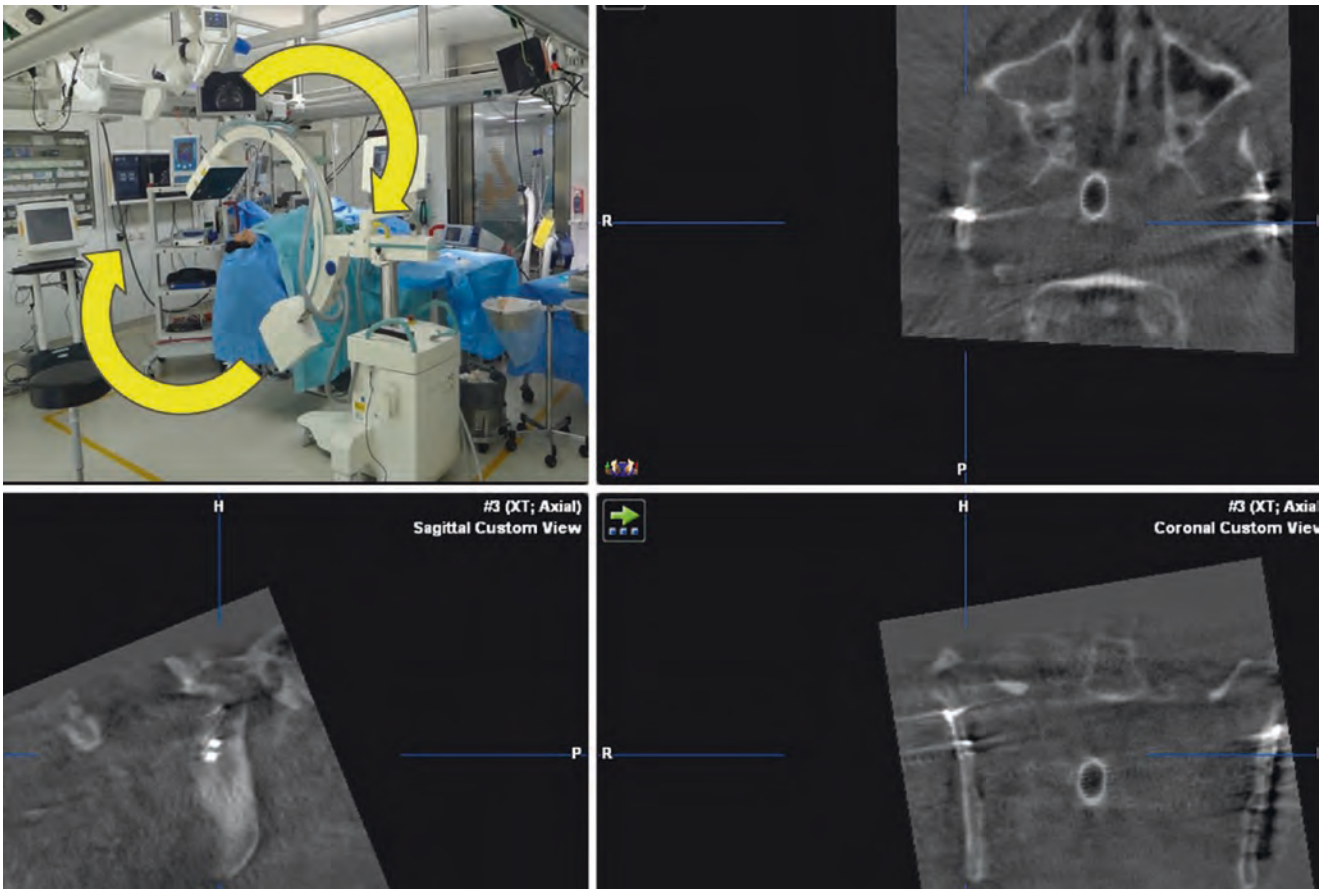 R
P
H
#3 (XT; Axial)
Sagittal Custom View
P
H
#3 (XT; Axial
Coronal Custom View
R